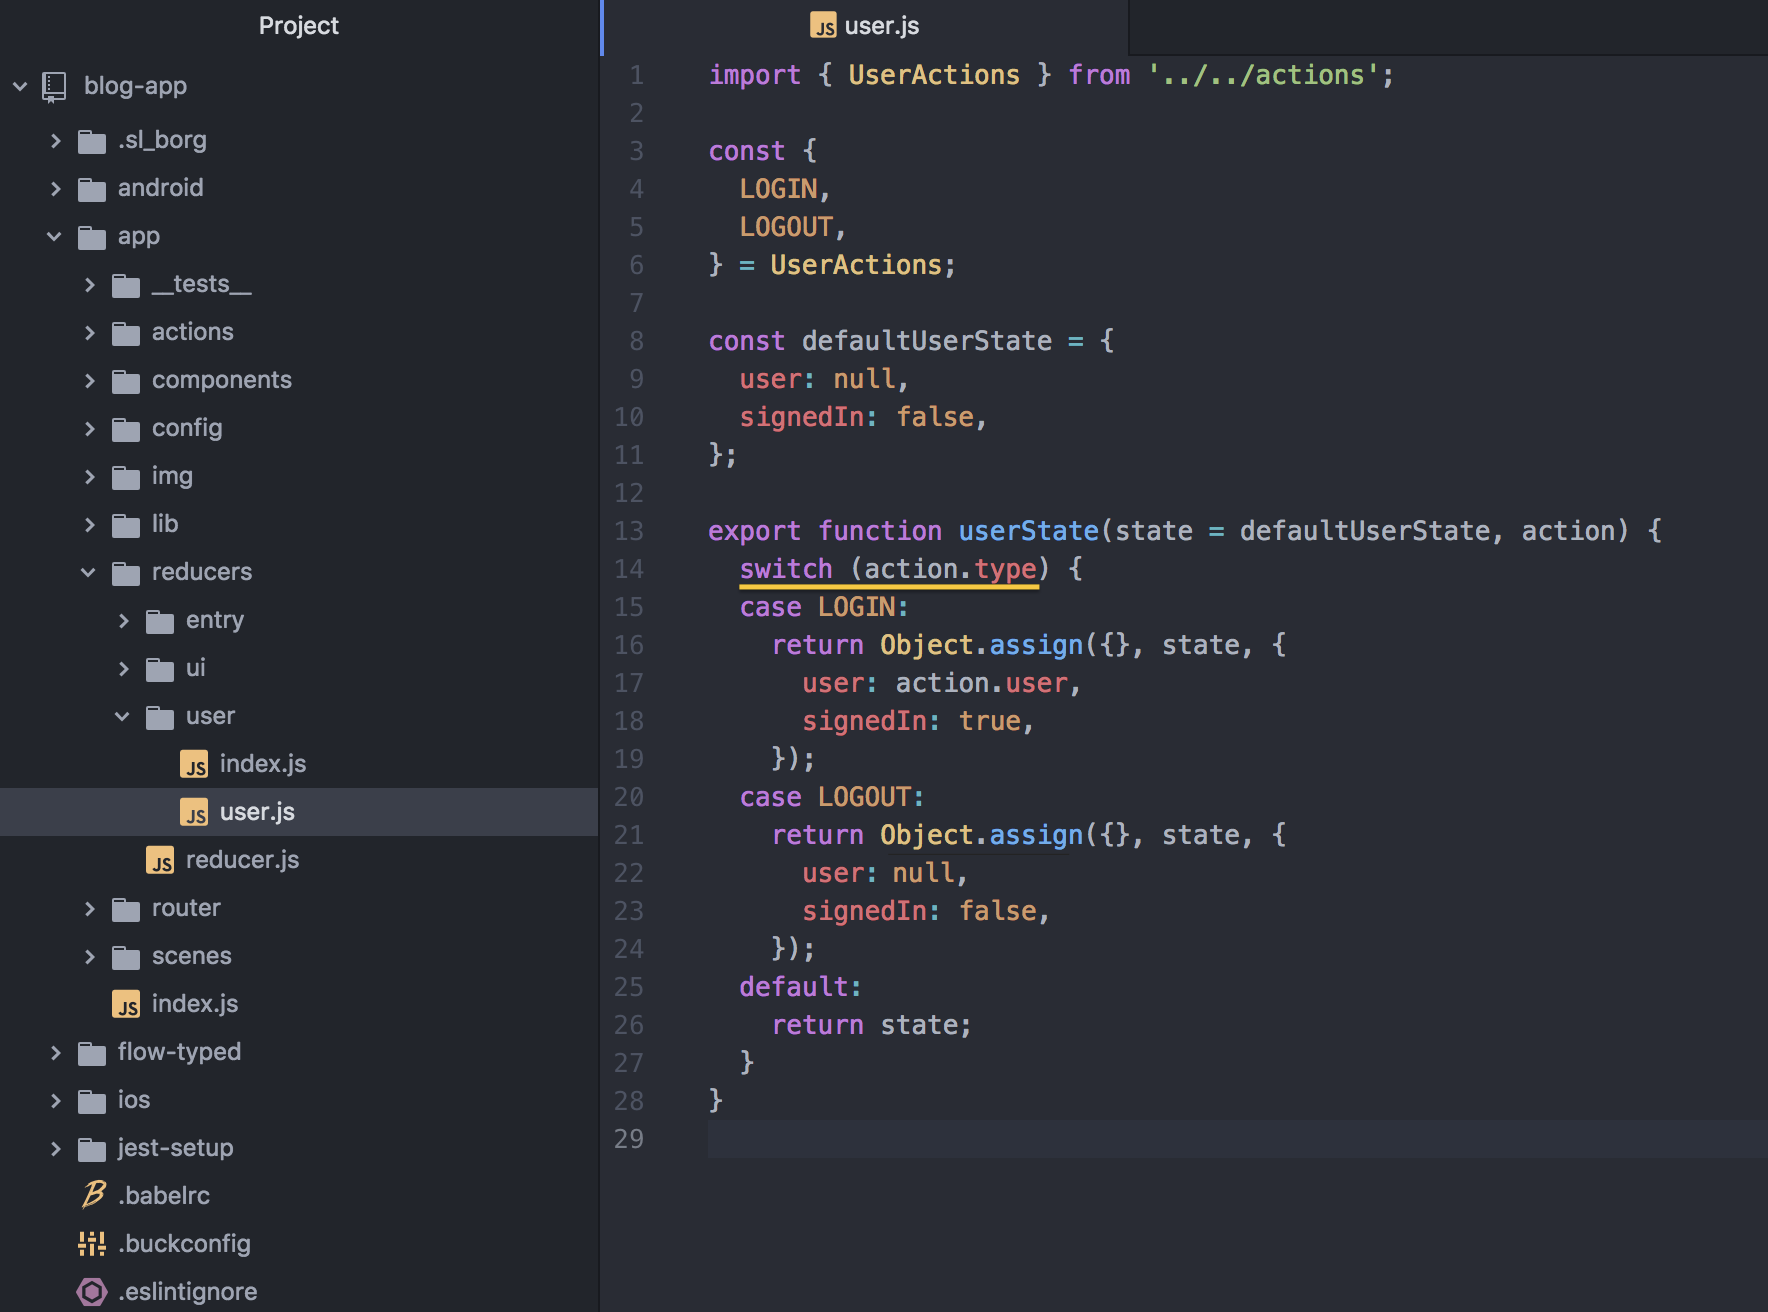 Project
blog-app
.sl_borg
android
app
__tests__
actions
components
config
img
lib
reducers
entry
ui
user
JS index.js
JS user.js
JS reducer.js
router
scenes
JS index.js
flow-typed
ios
jest-setup
.babelrc
.buckconfig
.eslintignore
JS user.js
1 import { UserActions } from '../../actions';
2
3 const {
4   LOGIN,
5   LOGOUT,
6 } = UserActions;
7
8 const defaultUserState = {
9   user: null,
10   signedIn: false,
11 };
12
13 export function userState(state = defaultUserState, action) {
14   switch (action.type) {
15   case LOGIN:
16     return Object.assign({}, state, {
17       user: action.user,
18       signedIn: true,
19     });
20   case LOGOUT:
21     return Object.assign({}, state, {
22       user: null,
23       signedIn: false,
24     });
25   default:
26     return state;
27   }
28 }
29